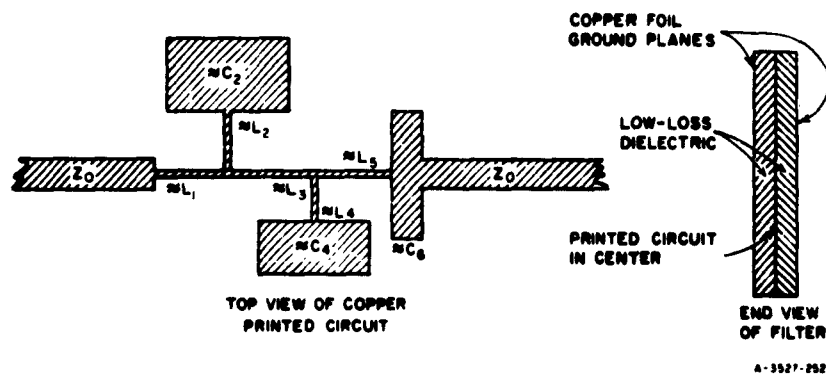 COPPER FOIL
GROUND PLANES
≈C2
≈L2
LOW-LOSS
DIELECTRIC
Z0
≈L1
≈L3
≈L5
Z0
≈L4
≈C4
≈C6
PRINTED CIRCUIT
IN CENTER
TOP VIEW OF COPPER
PRINTED CIRCUIT
END VIEW
OF FILTER
A-3527-252